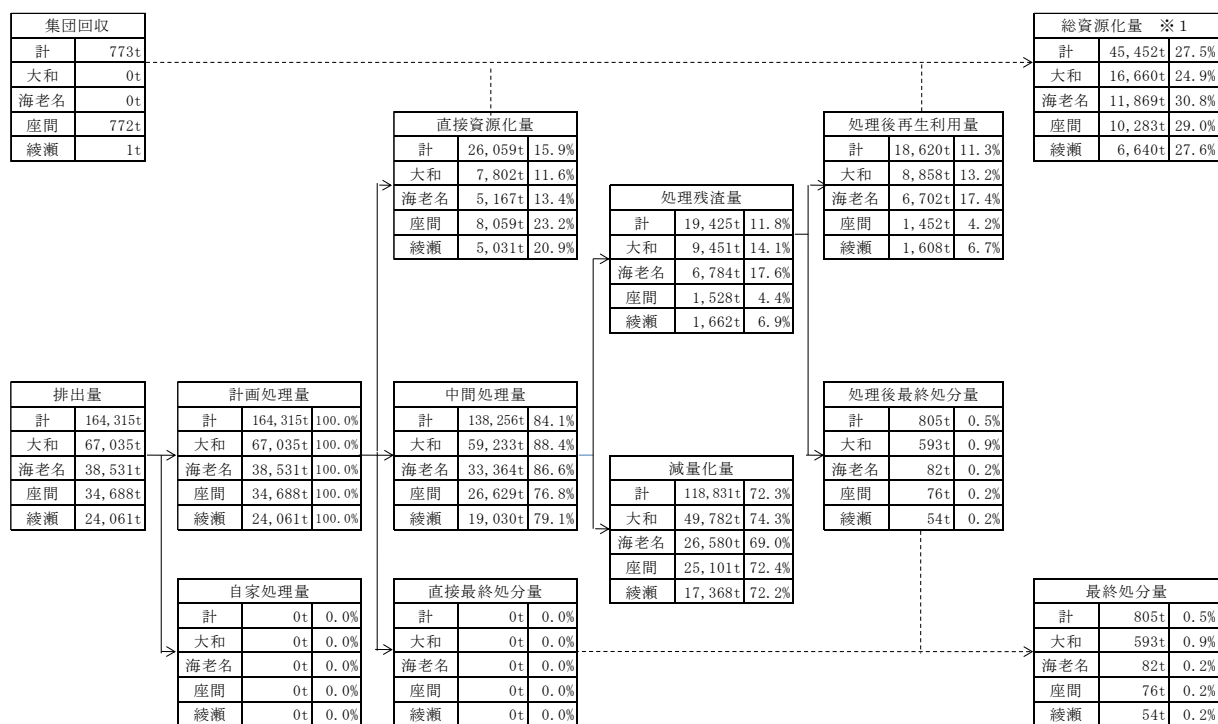 集団回収
計 773t
大和 0t
海老名 0t
座間 772t
綾瀬 1t
総資源化量 ※1
計 45,452t 27.5%
大和 16,660t 24.9%
海老名 11,869t 30.8%
座間 10,283t 29.0%
綾瀬 6,640t 27.6%
直接資源化量
計 26,059t 15.9%
大和 7,802t 11.6%
海老名 5,167t 13.4%
座間 8,059t 23.2%
綾瀬 5,031t 20.9%
処理後再生利用量
計 18,620t 11.3%
大和 8,858t 13.2%
海老名 6,702t 17.4%
座間 1,452t 4.2%
綾瀬 1,608t 6.7%
処理残渣量
計 19,425t 11.8%
大和 9,451t 14.1%
海老名 6,784t 17.6%
座間 1,528t 4.4%
綾瀬 1,662t 6.9%
排出量
計 164,315t
大和 67,035t
海老名 38,531t
座間 34,688t
綾瀬 24,061t
計画処理量
計 164,315t 100.0%
大和 67,035t 100.0%
海老名 38,531t 100.0%
座間 34,688t 100.0%
綾瀬 24,061t 100.0%
中間処理量
計 138,256t 84.1%
大和 59,233t 88.4%
海老名 33,364t 86.6%
座間 26,629t 76.8%
綾瀬 19,030t 79.1%
処理後最終処分量
計 805t 0.5%
大和 593t 0.9%
海老名 82t 0.2%
座間 76t 0.2%
綾瀬 54t 0.2%
減量化量
計 118,831t 72.3%
大和 49,782t 74.3%
海老名 26,580t 69.0%
座間 25,101t 72.4%
綾瀬 17,368t 72.2%
自家処理量
計 0t 0.0%
大和 0t 0.0%
海老名 0t 0.0%
座間 0t 0.0%
綾瀬 0t 0.0%
直接最終処分量
計 0t 0.0%
大和 0t 0.0%
海老名 0t 0.0%
座間 0t 0.0%
綾瀬 0t 0.0%
最終処分量
計 805t 0.5%
大和 593t 0.9%
海老名 82t 0.2%
座間 76t 0.2%
綾瀬 54t 0.2%